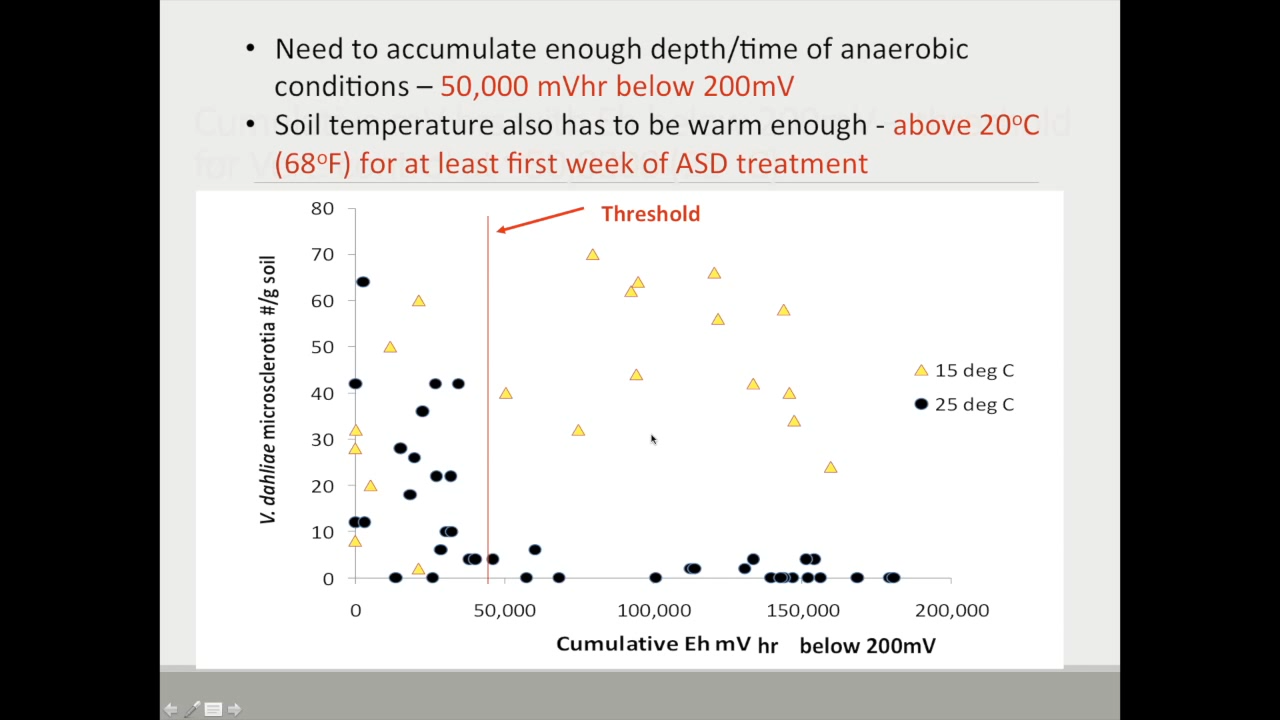 • Need to accumulate enough depth/time of anaerobic
conditions – 50,000 mVhr below 200mV
• Soil temperature also has to be warm enough - above 20°C
(68°F) for at least first week of ASD treatment
Threshold
V. dahliae microsclerotia #/g soil
80
70
60
50
40
30
20
10
0
15 deg C
25 deg C
0 50,000 100,000 150,000 200,000
Cumulative Eh mV hr below 200mV